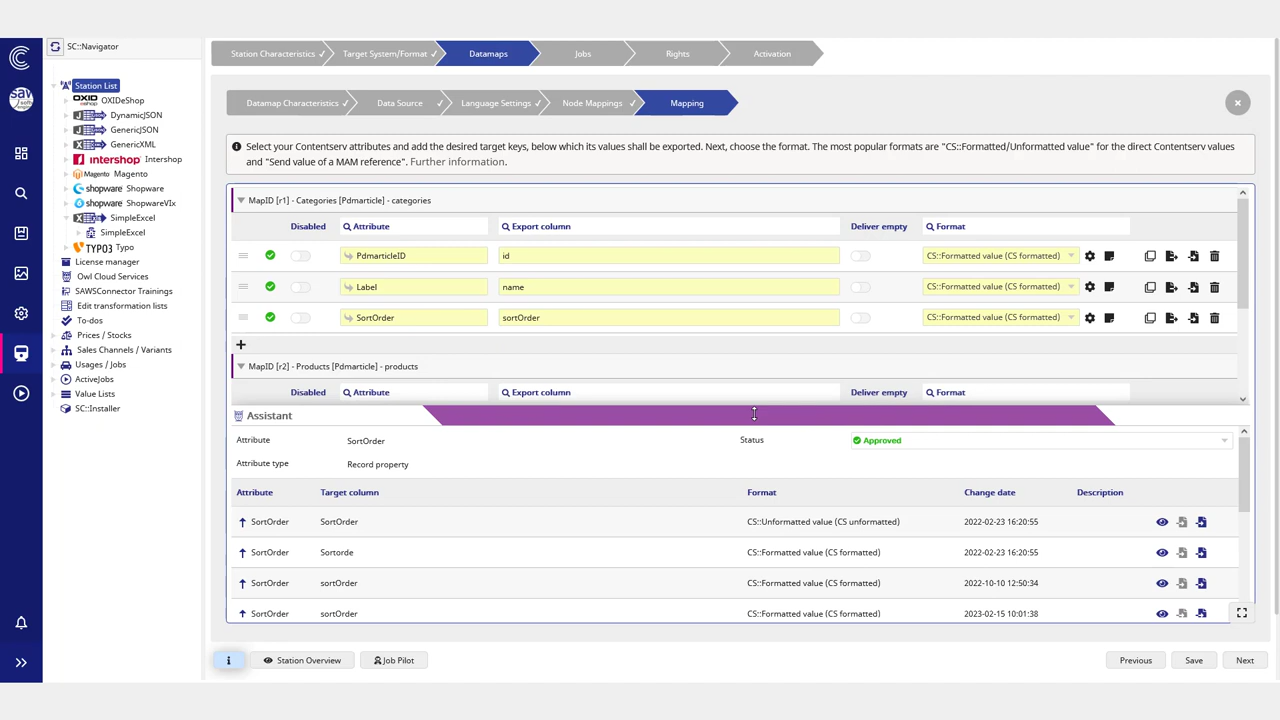 SC::Navigator
Station List
OXID eshop OXIDeShop
DynamicJSON
GenericJSON
GenericXML
intershop Intershop
Magento Magento
shopware Shopware
shopware ShopwareVIx
SimpleExcel
SimpleExcel
TYPO3 Typo
License manager
Owl Cloud Services
SAWSConnector Trainings
Edit transformation lists
To-dos
Prices / Stocks
Sales Channels / Variants
Usages / Jobs
ActiveJobs
Value Lists
SC::Installer
Station Characteristics ✓ Target System/Format ✓ Datamaps Jobs Rights Activation
Datamap Characteristics ✓ Data Source ✓ Language Settings ✓ Node Mappings ✓ Mapping
Select your Contentserv attributes and add the desired target keys, below which its values shall be exported. Next, choose the format. The most popular formats are "CS::Formatted/Unformatted value" for the direct Contentserv values
and "Send value of a MAM reference". Further information.
MapID [r1] - Categories [Pdmarticle] - categories
Disabled Attribute Export column Deliver empty Format
PdmarticleID id CS::Formatted value (CS formatted)
Label name CS::Formatted value (CS formatted)
SortOrder sortOrder CS::Formatted value (CS formatted)
MapID [r2] - Products [Pdmarticle] - products
Disabled Attribute Export column Deliver empty Format
Assistant
Attribute SortOrder Status Approved
Attribute type Record property
Attribute Target column Format Change date Description
SortOrder SortOrder CS::Unformatted value (CS unformatted) 2022-02-23 16:20:55
SortOrder Sortorde CS::Formatted value (CS formatted) 2022-02-23 16:20:55
SortOrder sortOrder CS::Formatted value (CS formatted) 2022-10-10 12:50:34
SortOrder sortOrder CS::Formatted value (CS formatted) 2023-02-15 10:01:38
Station Overview Job Pilot Previous Save Next